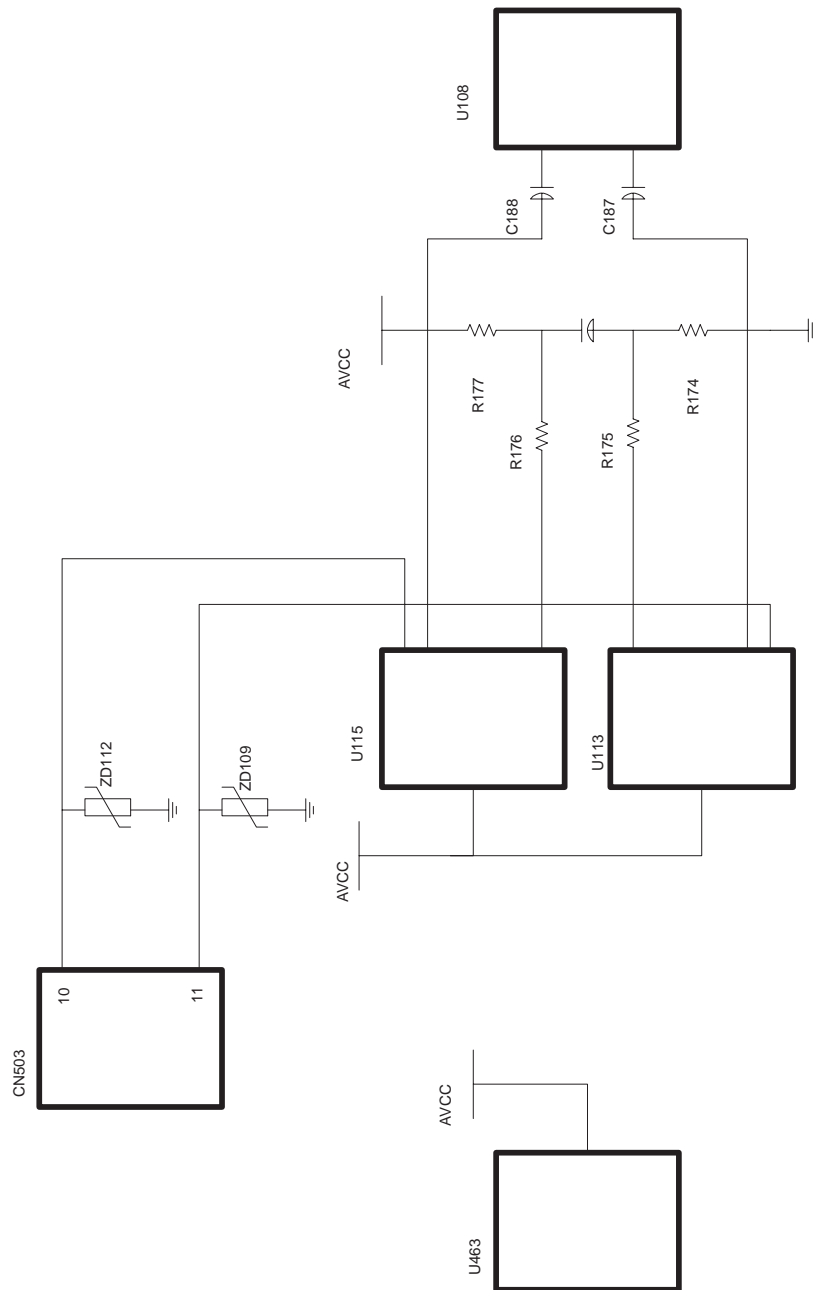 U108
C188
C187
AVCC
R177
R174
R176
R175
U115
U113
ZD112
ZD109
AVCC
10
11
CN503
AVCC
U463